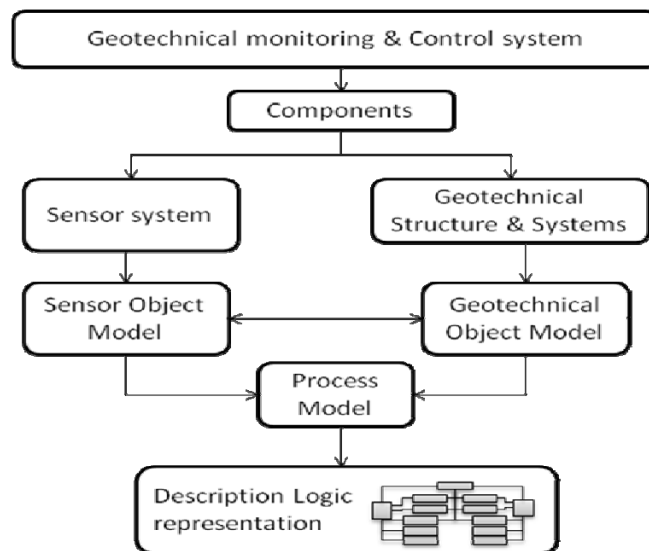 Geotechnical monitoring & Control system
Components
Sensor system
Geotechnical
Structure & Systems
Sensor Object
Model
Geotechnical
Object Model
Process
Model
Description Logic
representation